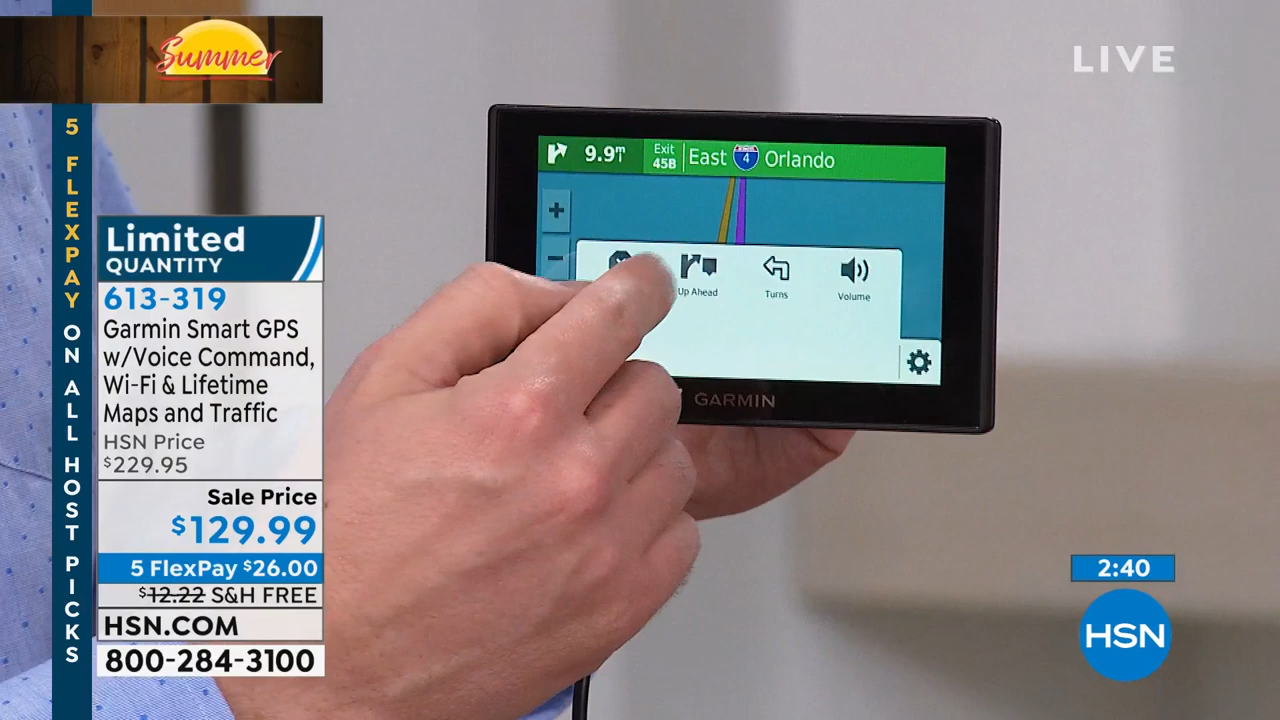 Summer
LIVE
5 FLEXPAY ON ALL HOST PICKS
Limited
QUANTITY
613-319
Garmin Smart GPS
w/Voice Command,
Wi-Fi & Lifetime
Maps and Traffic
HSN Price
$229.95
Sale Price
$129.99
5 FlexPay $26.00
$12.22 S&H FREE
HSN.COM
800-284-3100
9.9 Exit 45B East 4 Orlando
+
-
Up Ahead
Turns
Volume
GARMIN
2:40
HSN